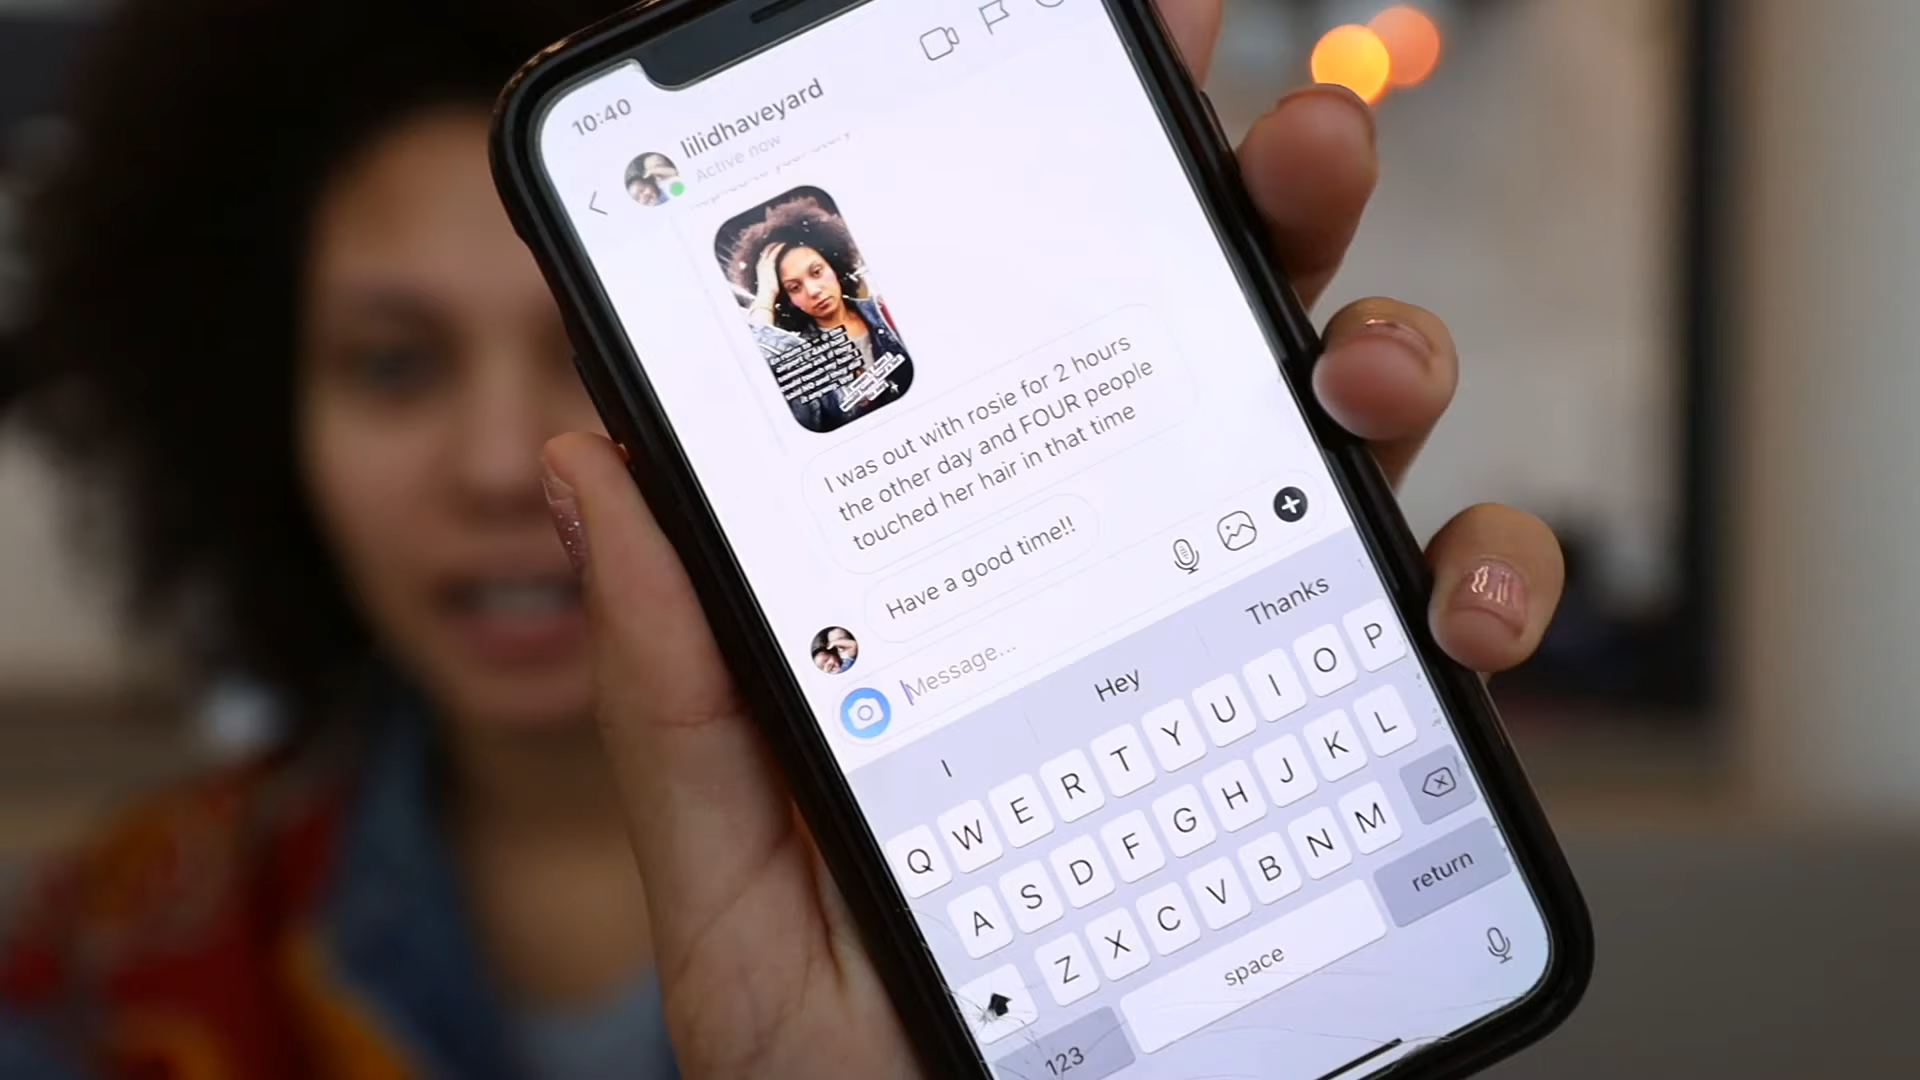 10:40
lilidhaveyard
Active now
I was out with rosie for 2 hours
the other day and FOUR people
touched her hair in that time
Have a good time!!
Message...
I
Hey
Thanks
Q W E R T Y U I O P
A S D F G H J K L
Z X C V B N M
123
space
return